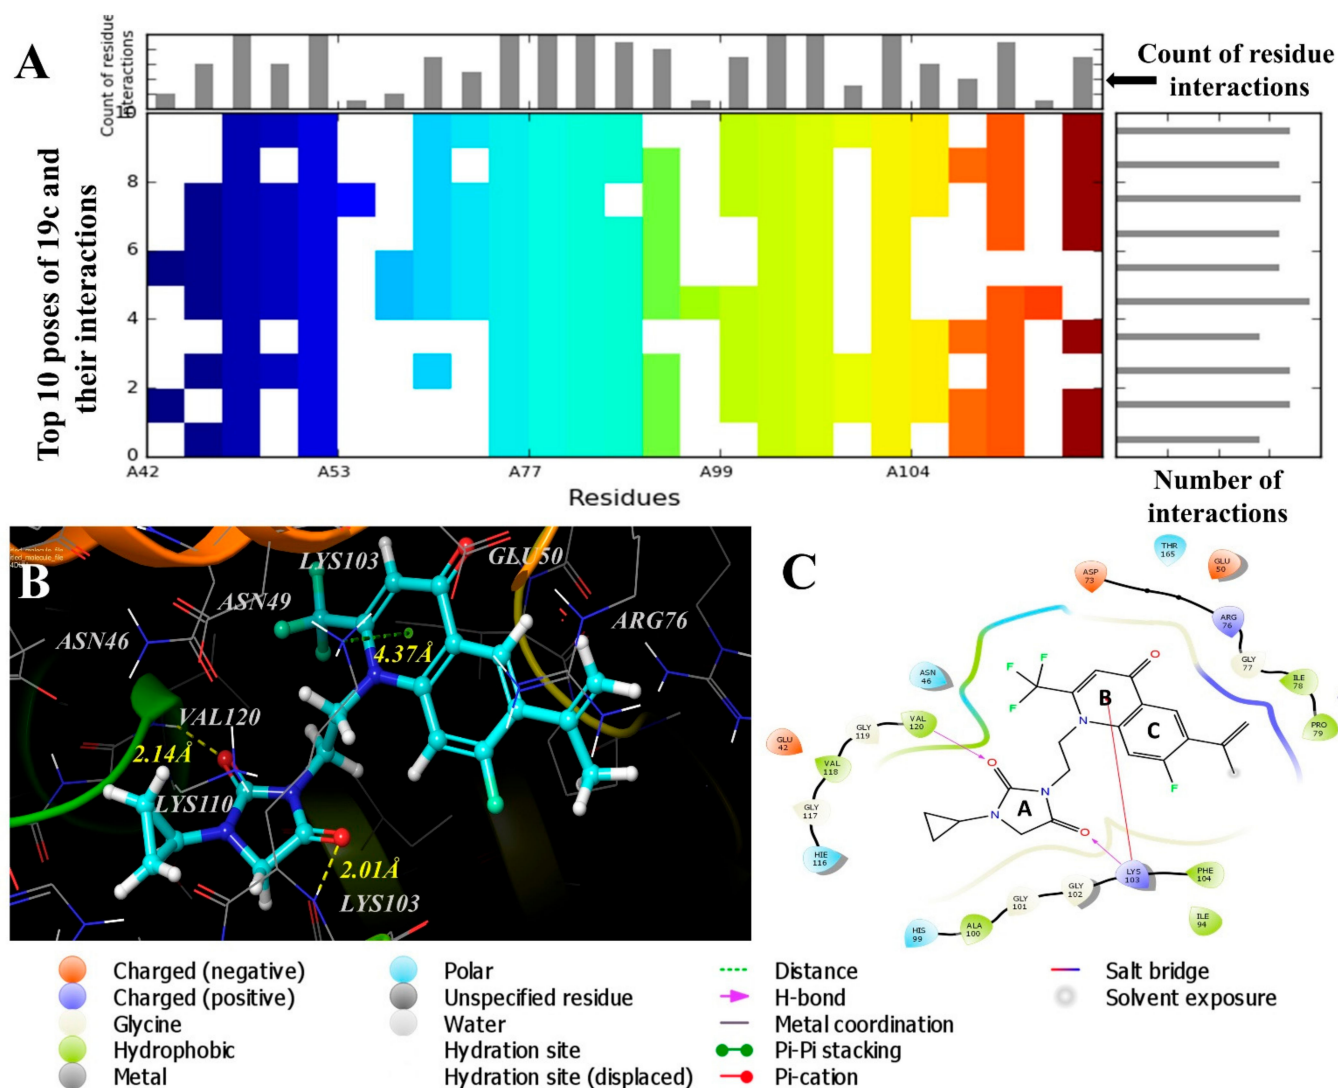 A
Count of residue
interactions
Count of residue
interactions
Top 10 poses of 19c and
their interactions
10
8
6
4
2
0
A42
A53
A77
A99
A104
Residues
Number of
interactions
B
LYS103
GLU50
ASN49
ASN46
ARG76
4.37Å
VAL120
2.14Å
LYS110
2.01Å
LYS103
C
THR
165
GLU
50
ASP
73
ARG
76
GLY
77
ILE
78
PRO
79
ASN
46
VAL
120
GLY
119
GLU
42
VAL
118
GLY
117
HIE
116
F
F
F
O
B
N
C
F
O
N
A
N
O
LYS
103
PHE
104
GLY
102
GLY
101
ALA
100
HIS
99
ILE
94
Charged (negative)
Charged (positive)
Glycine
Hydrophobic
Metal
Polar
Unspecified residue
Water
Hydration site
Hydration site (displaced)
Distance
H-bond
Metal coordination
Pi-Pi stacking
Pi-cation
Salt bridge
Solvent exposure